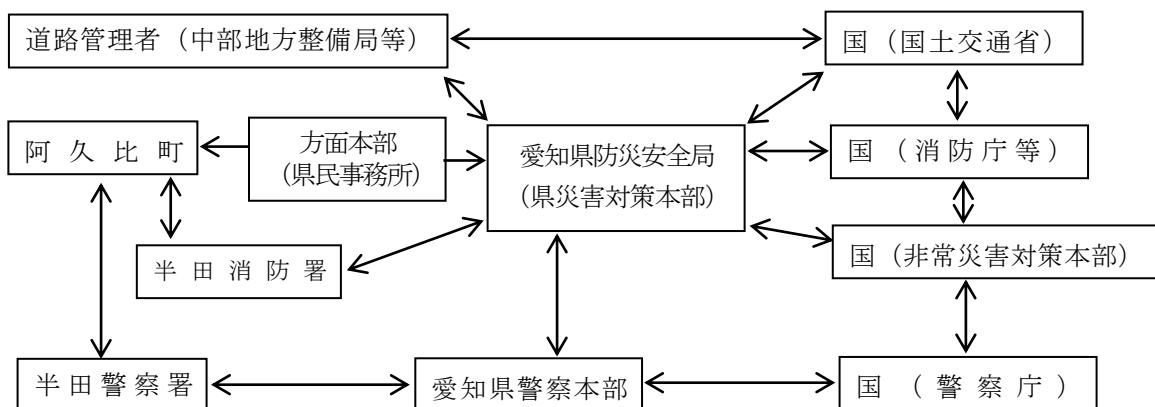 道路管理者（中部地方整備局等）
国（国土交通省）
阿久比町
方面本部
（県民事務所）
愛知県防災安全局
（県災害対策本部）
国（消防庁等）
半田消防署
国（非常災害対策本部）
半田警察署
愛知県警察本部
国（警察庁）